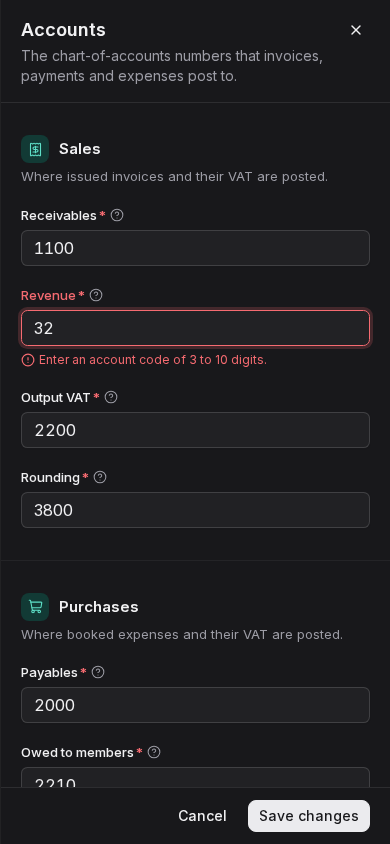 Accounts
The chart-of-accounts numbers that invoices,
payments and expenses post to.
Sales
Where issued invoices and their VAT are posted.
Receivables *
1100
Revenue *
32
Enter an account code of 3 to 10 digits.
Output VAT *
2200
Rounding *
3800
Purchases
Where booked expenses and their VAT are posted.
Payables *
2000
Owed to members *
2210
Cancel
Save changes